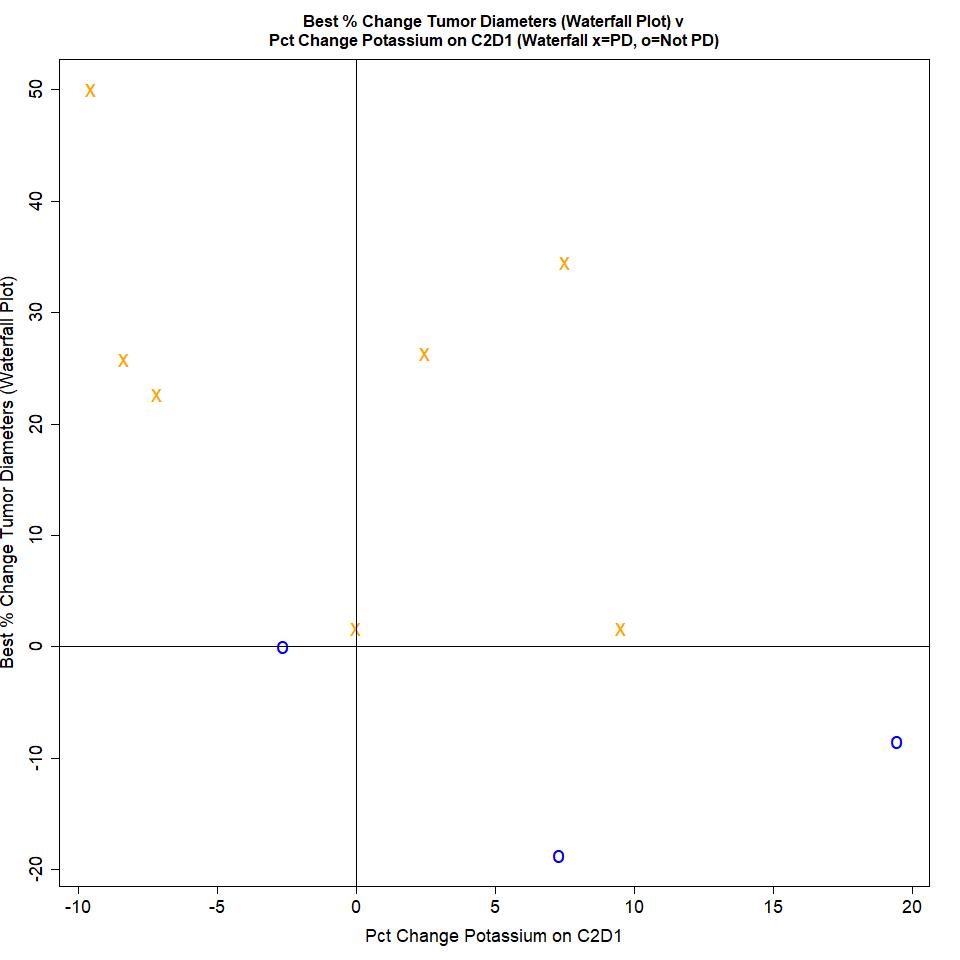 Best % Change Tumor Diameters (Waterfall Plot) v
Pct Change Potassium on C2D1 (Waterfall x=PD, o=Not PD)
Best % Change Tumor Diameters (Waterfall Plot)
50
40
30
20
10
0
-10
-20
X
X
X
X
X
X
X
O
O
O
-10
-5
0
5
10
15
20
Pct Change Potassium on C2D1